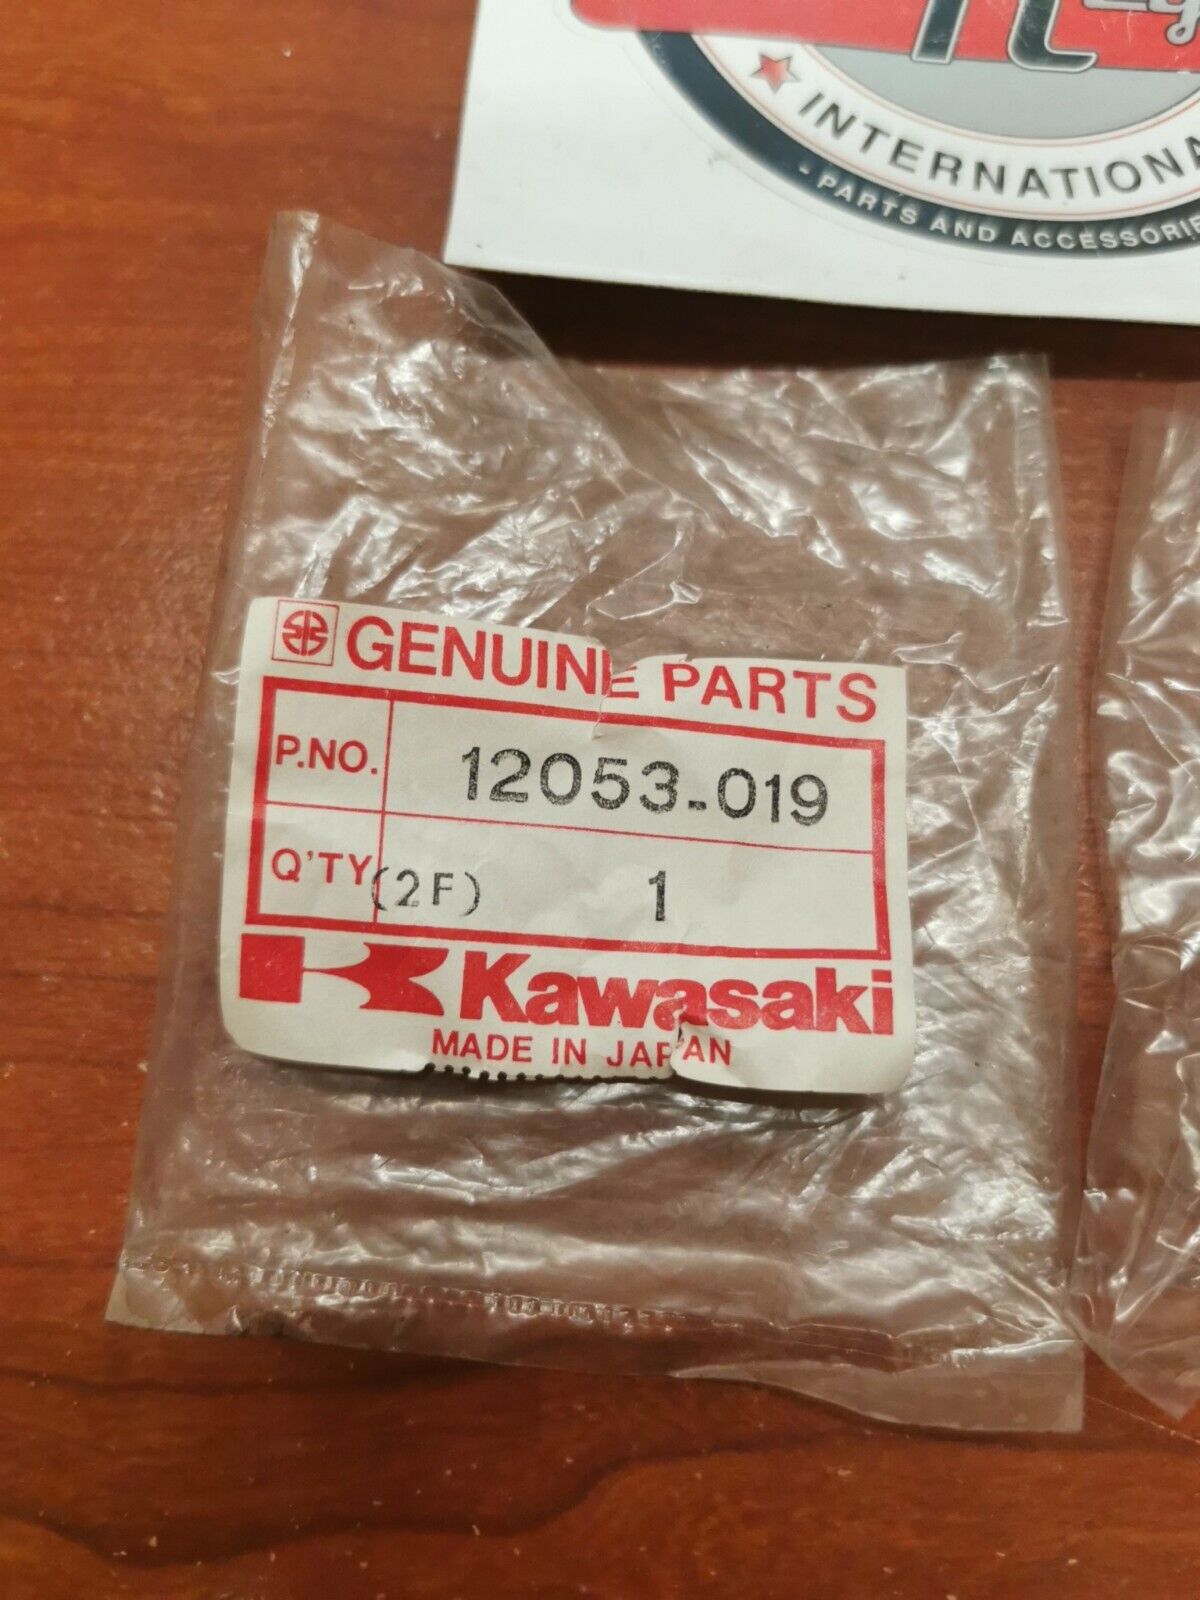 INTERNATIONA
- PARTS AND ACCESSORIE
GENUINE PARTS
P.NO. 12053-019
Q'TY (2F) 1
Kawasaki
MADE IN JAPAN